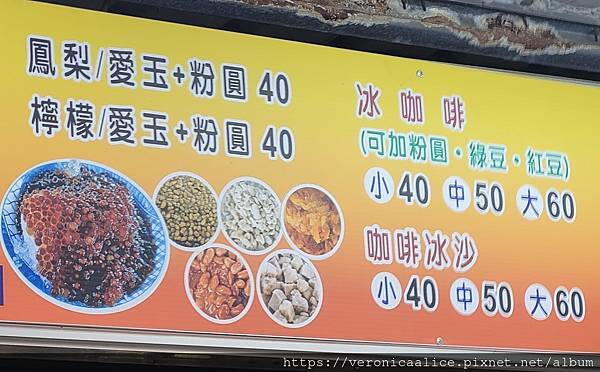 鳳梨/愛玉+粉圓 40
檸檬/愛玉+粉圓 40
冰咖啡
(可加粉圓·綠豆·紅豆)
小40 中50 大60
咖啡冰沙
小40 中50 大60
https://veronicaalice.pixnet.net/album